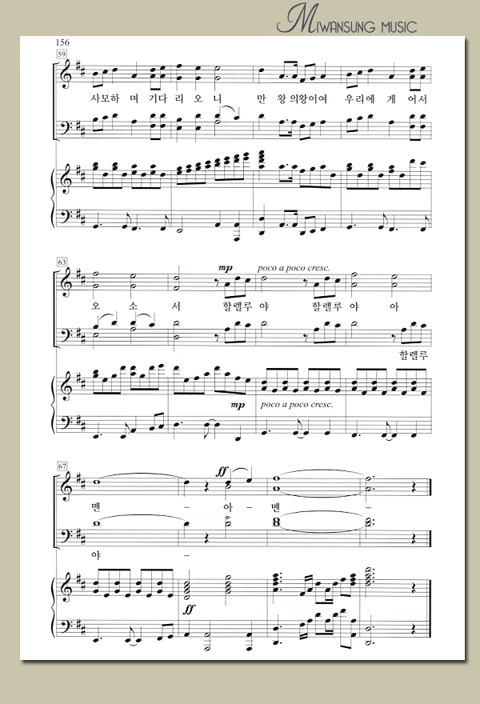 MIWANSUNG MUSIC
156
59
사모하 며 기다 리 오 니 만 왕 의왕이여 우리에 게 어서
63
mp poco a poco cresc.
오 소 서 할렐루 야 할렐루 야 아
할렐루
mp poco a poco cresc.
67
ff
멘 - 아 - 멘 -
야 -
ff